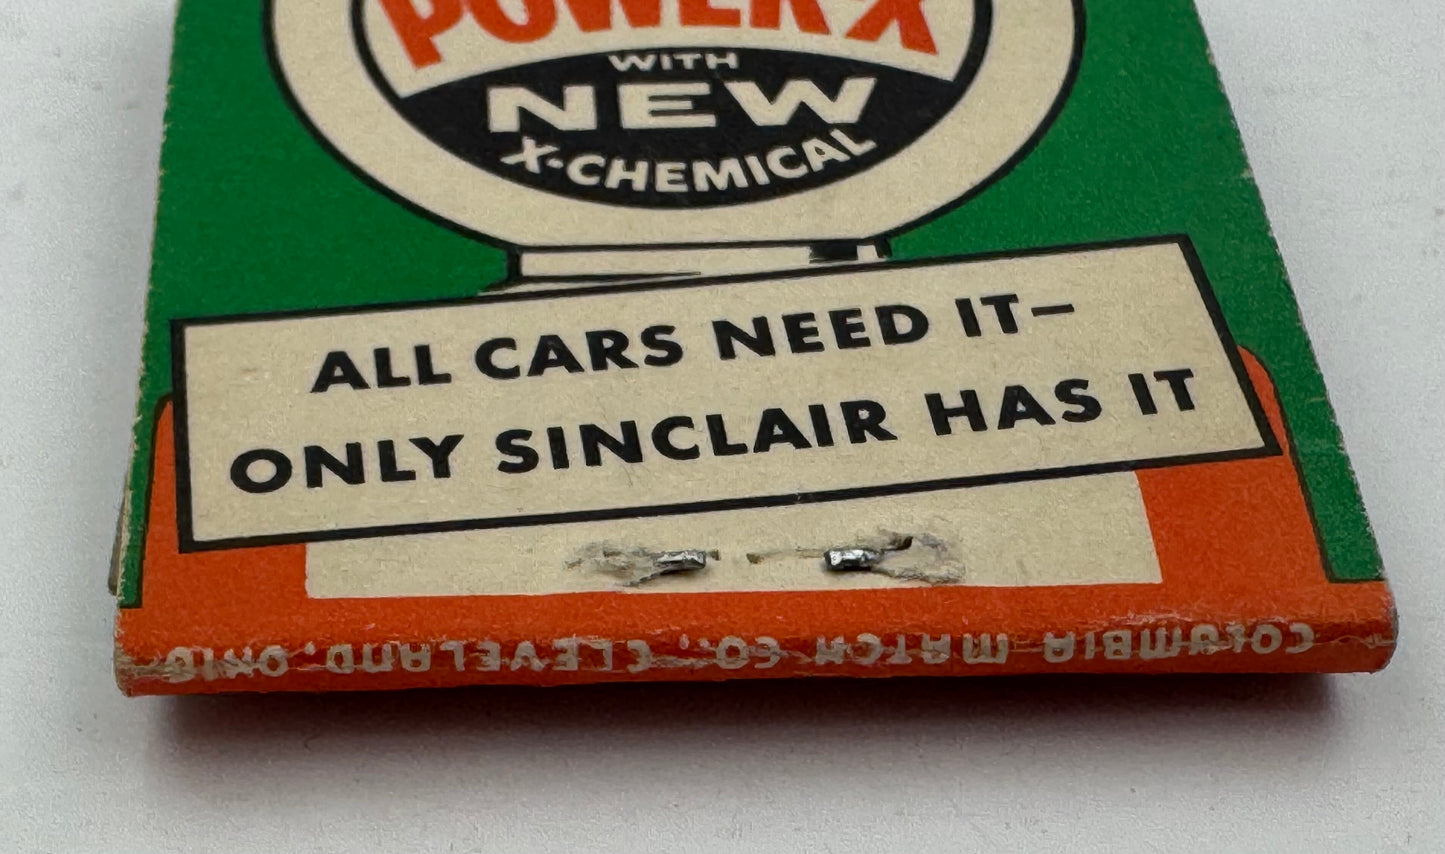 POWER-X
WITH
NEW
X-CHEMICAL
ALL CARS NEED IT—
ONLY SINCLAIR HAS IT
COLUMBIA MATCH CO., CLEVELAND, OHIO